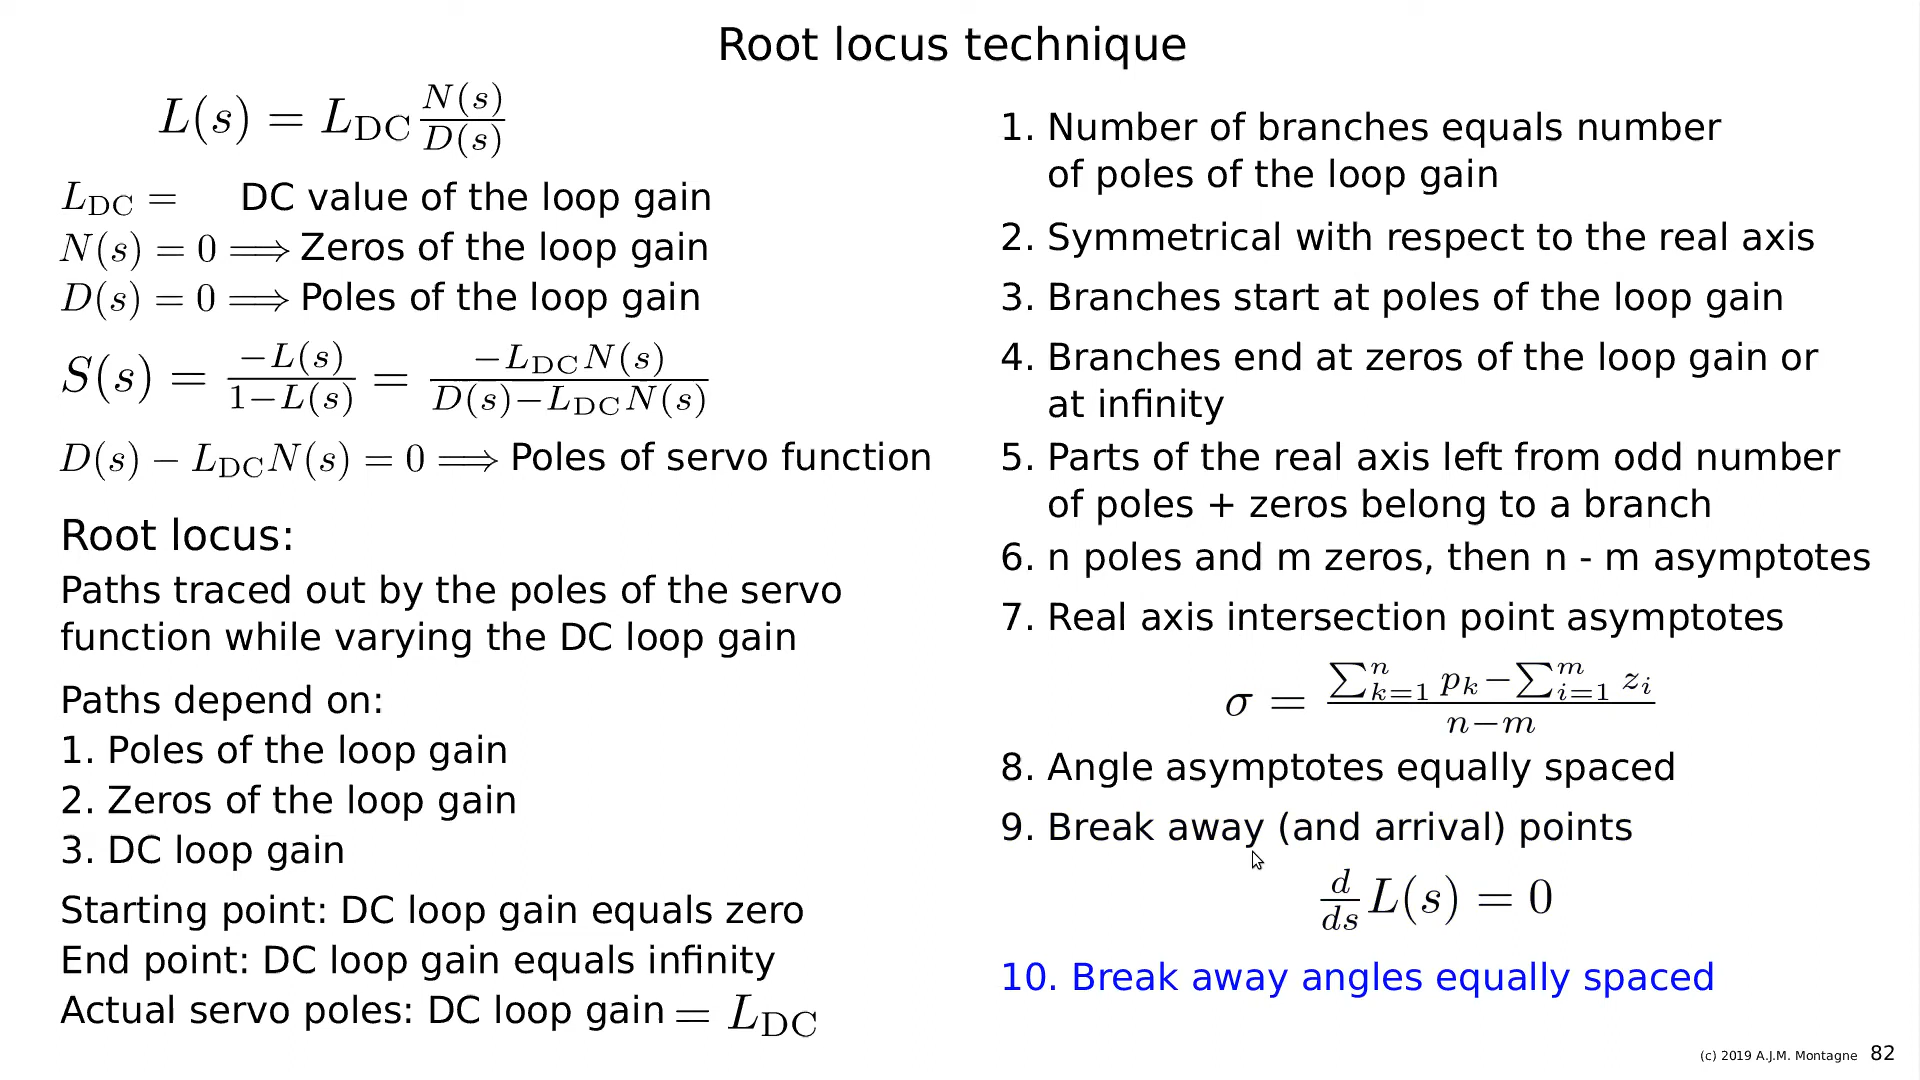 Root locus technique
L(s) = L_DC N(s)/D(s)
L_DC = DC value of the loop gain
N(s) = 0 ⟹ Zeros of the loop gain
D(s) = 0 ⟹ Poles of the loop gain
S(s) = −L(s)/(1−L(s)) = −L_DC N(s)/(D(s)−L_DC N(s))
D(s) − L_DC N(s) = 0 ⟹ Poles of servo function
Root locus:
Paths traced out by the poles of the servo
function while varying the DC loop gain
Paths depend on:
1. Poles of the loop gain
2. Zeros of the loop gain
3. DC loop gain
Starting point: DC loop gain equals zero
End point: DC loop gain equals infinity
Actual servo poles: DC loop gain = L_DC
1. Number of branches equals number
of poles of the loop gain
2. Symmetrical with respect to the real axis
3. Branches start at poles of the loop gain
4. Branches end at zeros of the loop gain or
at infinity
5. Parts of the real axis left from odd number
of poles + zeros belong to a branch
6. n poles and m zeros, then n - m asymptotes
7. Real axis intersection point asymptotes
σ = (∑_{k=1}^{n} p_k − ∑_{i=1}^{m} z_i)/(n−m)
8. Angle asymptotes equally spaced
9. Break away (and arrival) points
d/ds L(s) = 0
10. Break away angles equally spaced
(c) 2019 A.J.M. Montagne 82